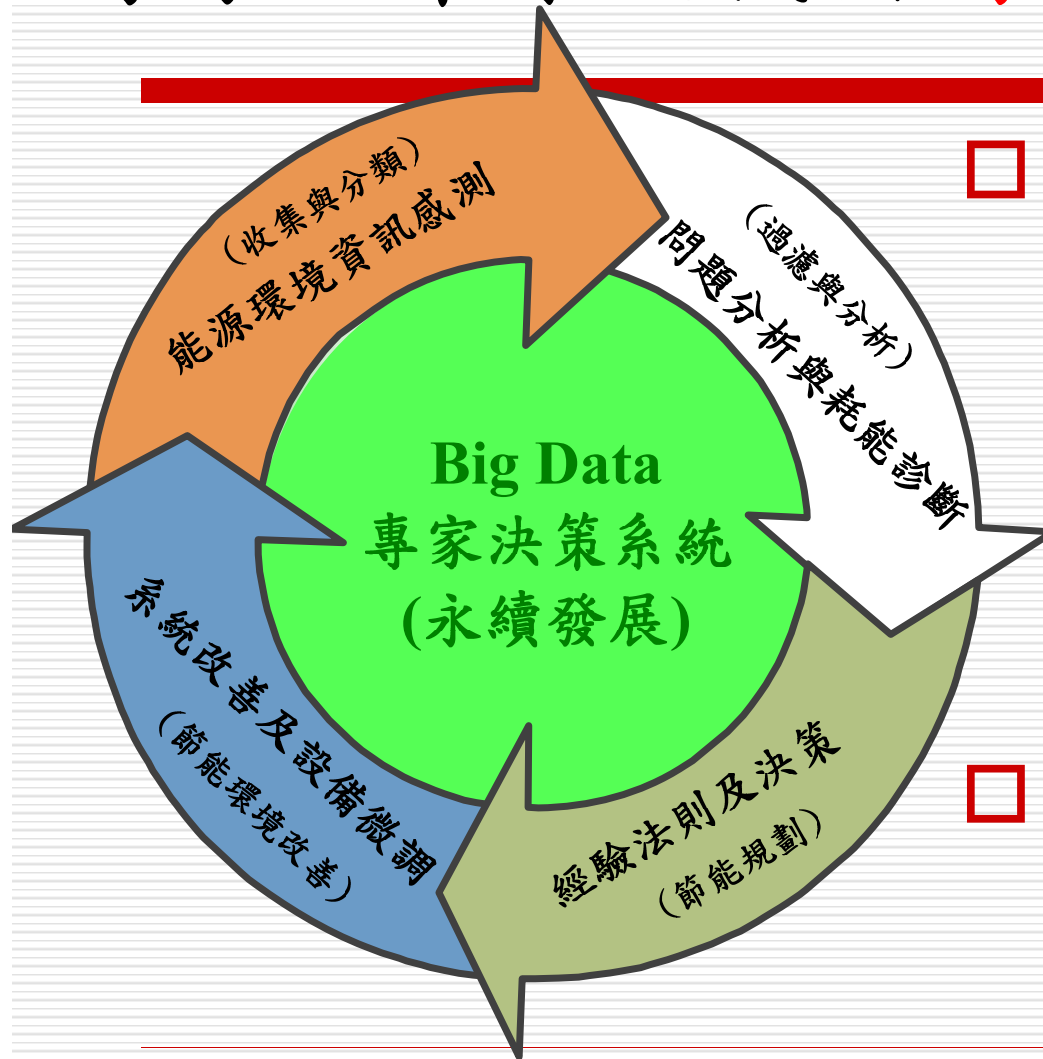 (收集與分類)
能源環境資訊感測
(過濾與分析)
問題分析與耗能診斷
Big Data
專家決策系統
(永續發展)
經驗法則及決策
(節能規劃)
系統改善及設備微調
(節能環境改善)